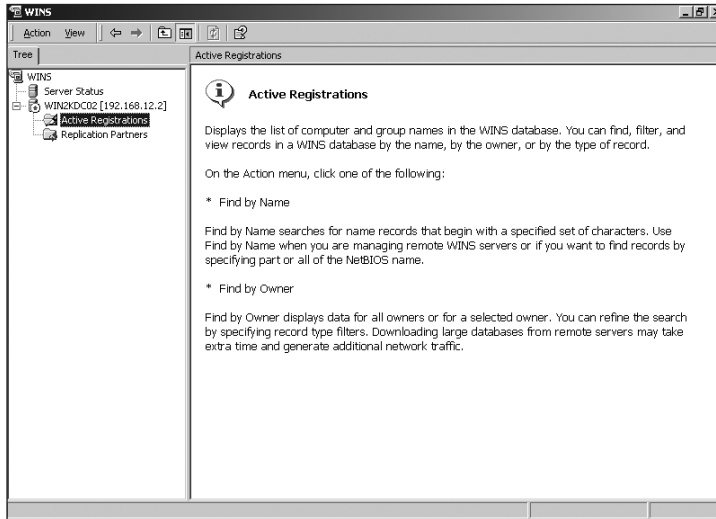 WINS
Action View
Tree
Active Registrations
WINS
Server Status
WIN2KDC02 [192.168.12.2]
Active Registrations
Replication Partners
Active Registrations
Displays the list of computer and group names in the WINS database. You can find, filter, and
view records in a WINS database by the name, by the owner, or by the type of record.
On the Action menu, click one of the following:
* Find by Name
Find by Name searches for name records that begin with a specified set of characters. Use
Find by Name when you are managing remote WINS servers or if you want to find records by
specifying part or all of the NetBIOS name.
* Find by Owner
Find by Owner displays data for all owners or for a selected owner. You can refine the search
by specifying record type filters. Downloading large databases from remote servers may take
extra time and generate additional network traffic.